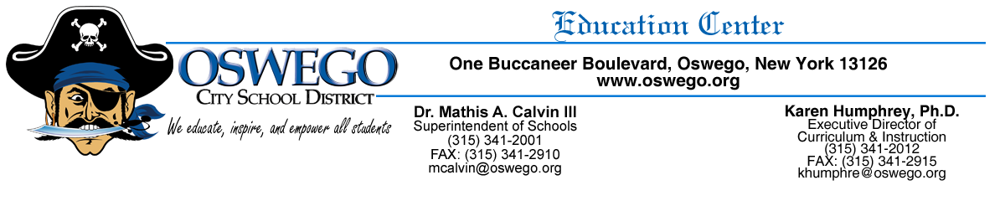 Education Center
OSWEGO
CITY SCHOOL DISTRICT
We educate, inspire, and empower all students
One Buccaneer Boulevard, Oswego, New York 13126
www.oswego.org
Dr. Mathis A. Calvin III
Superintendent of Schools
(315) 341-2001
FAX: (315) 341-2910
mcalvin@oswego.org
Karen Humphrey, Ph.D.
Executive Director of
Curriculum & Instruction
(315) 341-2012
FAX: (315) 341-2915
khumphre@oswego.org